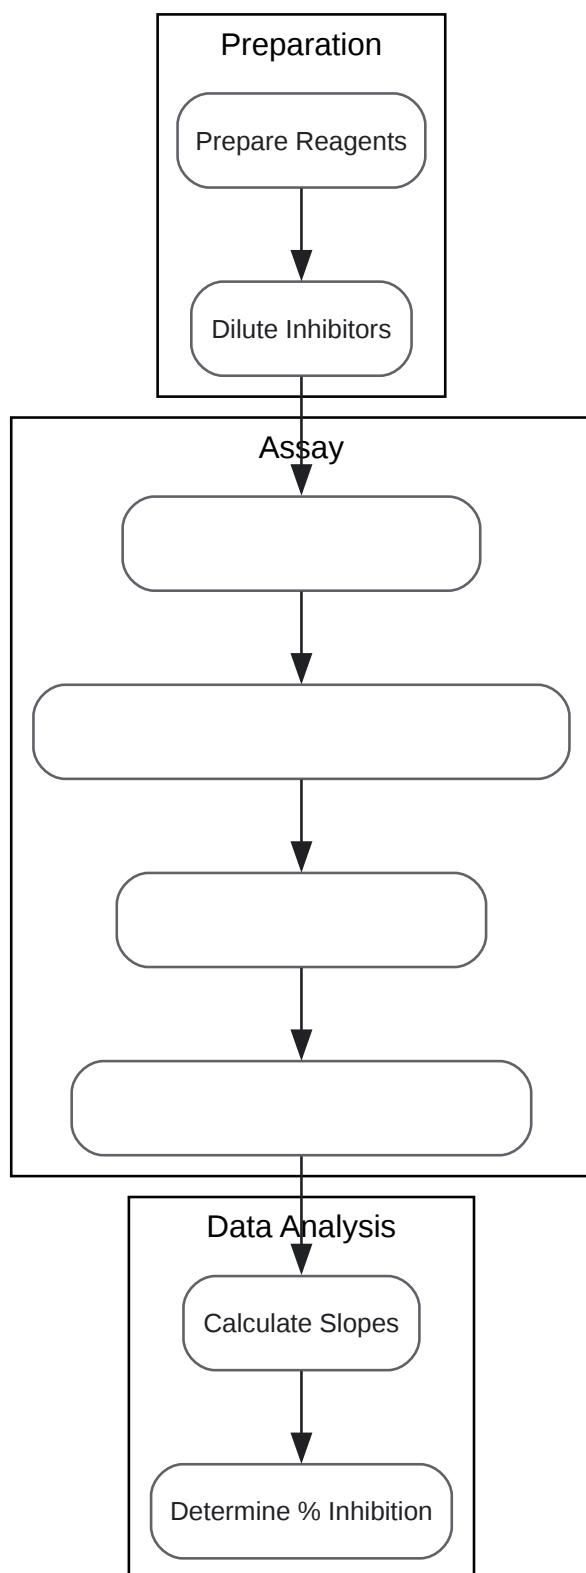 Preparation
Prepare Reagents
Dilute Inhibitors
Assay
Data Analysis
Calculate Slopes
Determine % Inhibition